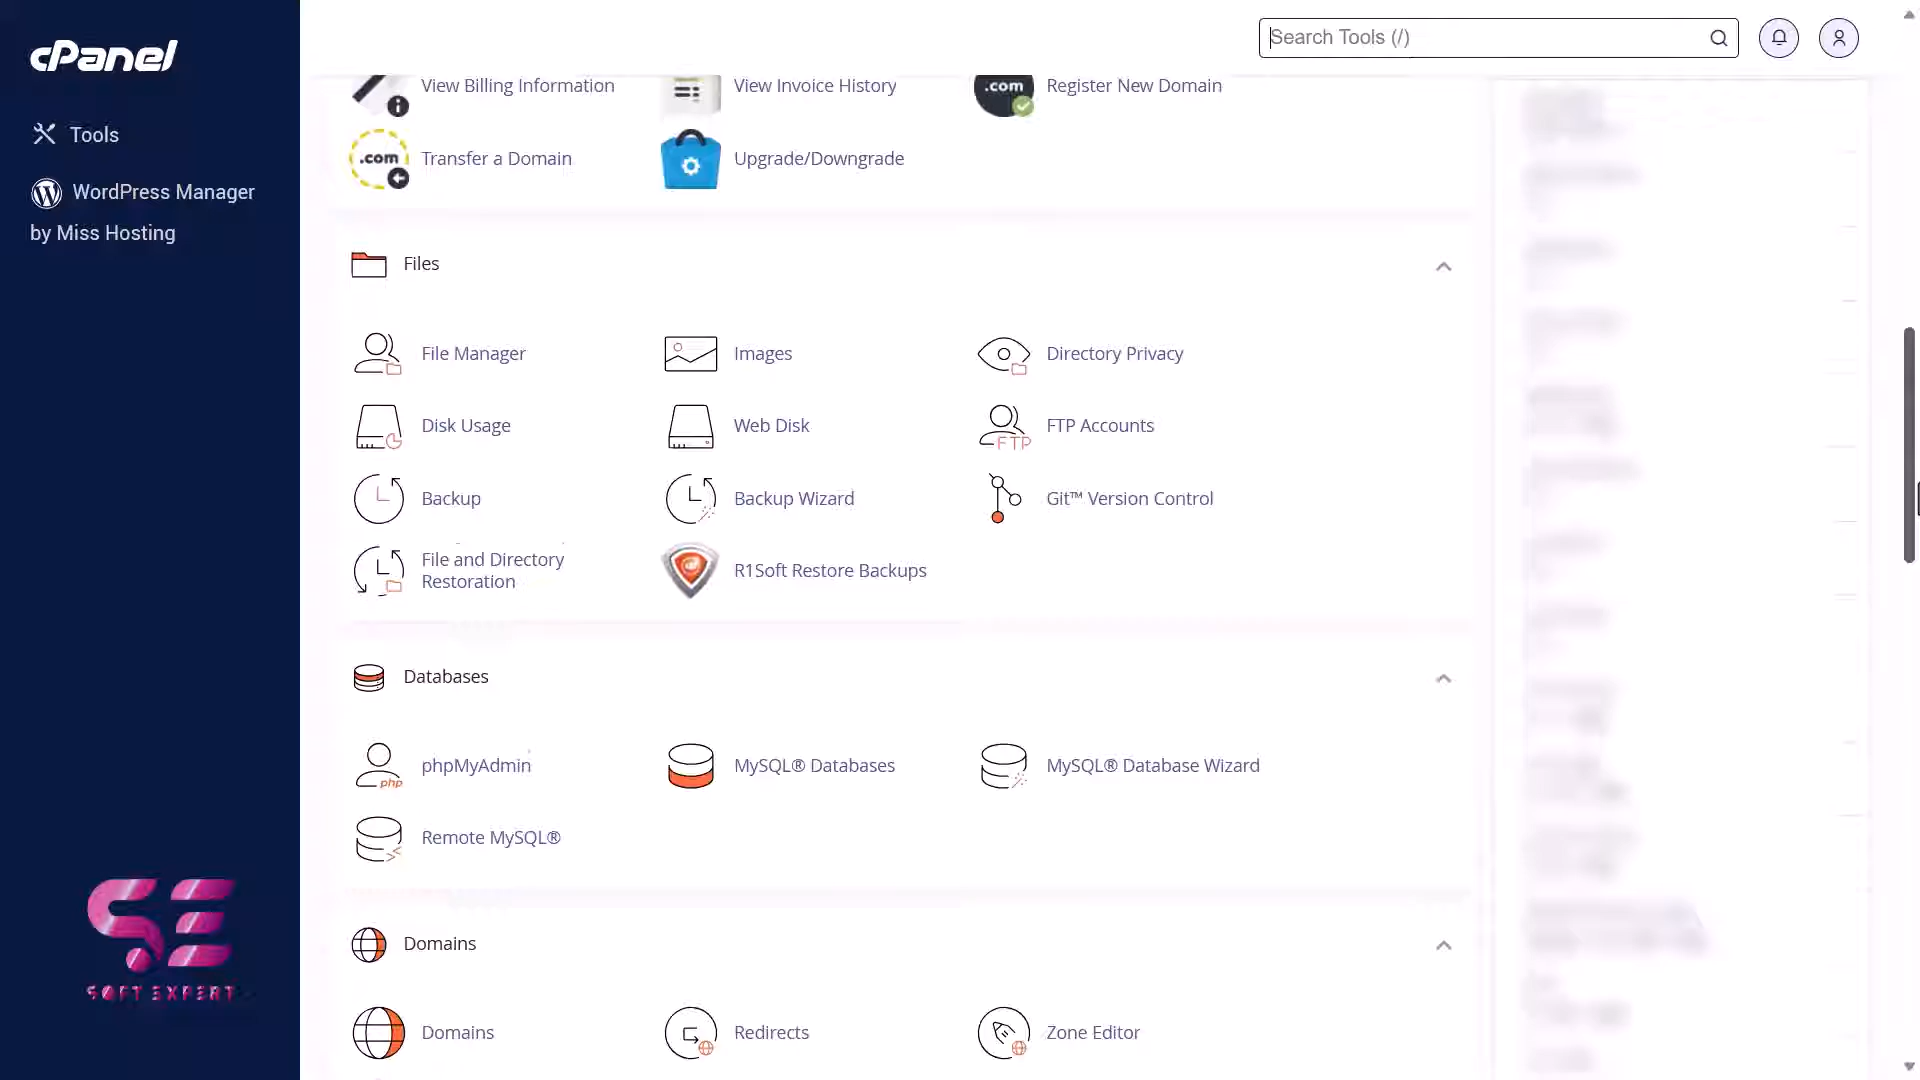 cPanel
Search Tools (/)
Tools
WordPress Manager
by Miss Hosting
View Billing Information
View Invoice History
.com
Register New Domain
.com
Transfer a Domain
Upgrade/Downgrade
Files
File Manager
Images
Directory Privacy
Disk Usage
Web Disk
FTP
FTP Accounts
Backup
Backup Wizard
Git™ Version Control
File and Directory
Restoration
R1Soft Restore Backups
Databases
php
phpMyAdmin
MySQL® Databases
MySQL® Database Wizard
Remote MySQL®
Domains
Domains
Redirects
Zone Editor
SE
SOFT EXPERT